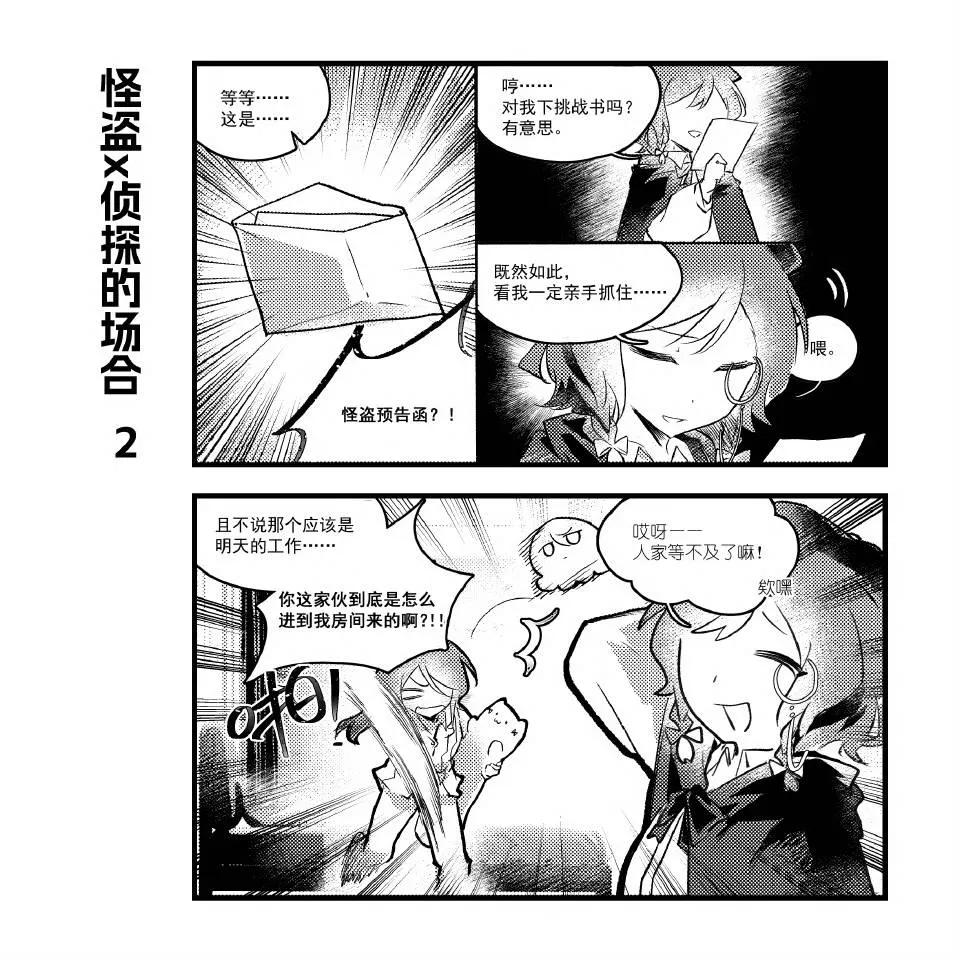 怪盗×侦探的场合 2
等等……
这是……
怪盗预告函?!
哼……
对我下挑战书吗?
有意思。
既然如此,
看我一定亲手抓住……
喂。
且不说那个应该是
明天的工作……
你这家伙到底是怎么
进到我房间来的啊?!!
哎呀——
人家等不及了嘛!
欸嘿